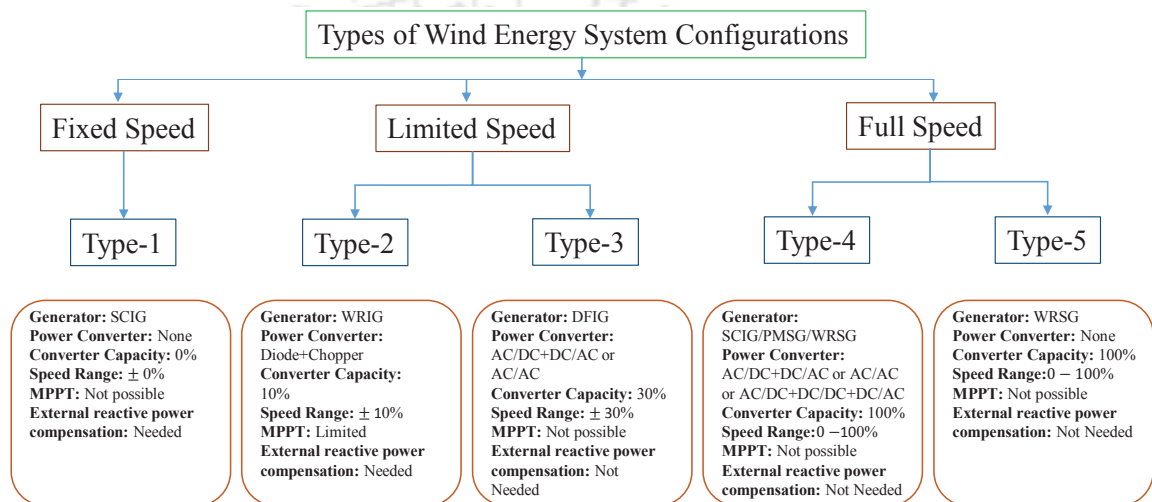 Types of Wind Energy System Configurations
Fixed Speed
Limited Speed
Full Speed
Type-1
Type-2
Type-3
Type-4
Type-5
Generator: SCIG
Power Converter: None
Converter Capacity: 0%
Speed Range: ± 0%
MPPT: Not possible
External reactive power
compensation: Needed
Generator: WRIG
Power Converter:
Diode+Chopper
Converter Capacity:
10%
Speed Range: ± 10%
MPPT: Limited
External reactive power
compensation: Needed
Generator: DFIG
Power Converter:
AC/DC+DC/AC or
AC/AC
Converter Capacity: 30%
Speed Range: ± 30%
MPPT: Not possible
External reactive power
compensation: Not
Needed
Generator:
SCIG/PMSG/WRSG
Power Converter:
AC/DC+DC/AC or AC/AC
or AC/DC+DC/DC+DC/AC
Converter Capacity: 100%
Speed Range:0 –100%
MPPT: Not possible
External reactive power
compensation: Not Needed
Generator: WRSG
Power Converter: None
Converter Capacity: 100%
Speed Range:0 – 100%
MPPT: Not possible
External reactive power
compensation: Not Needed